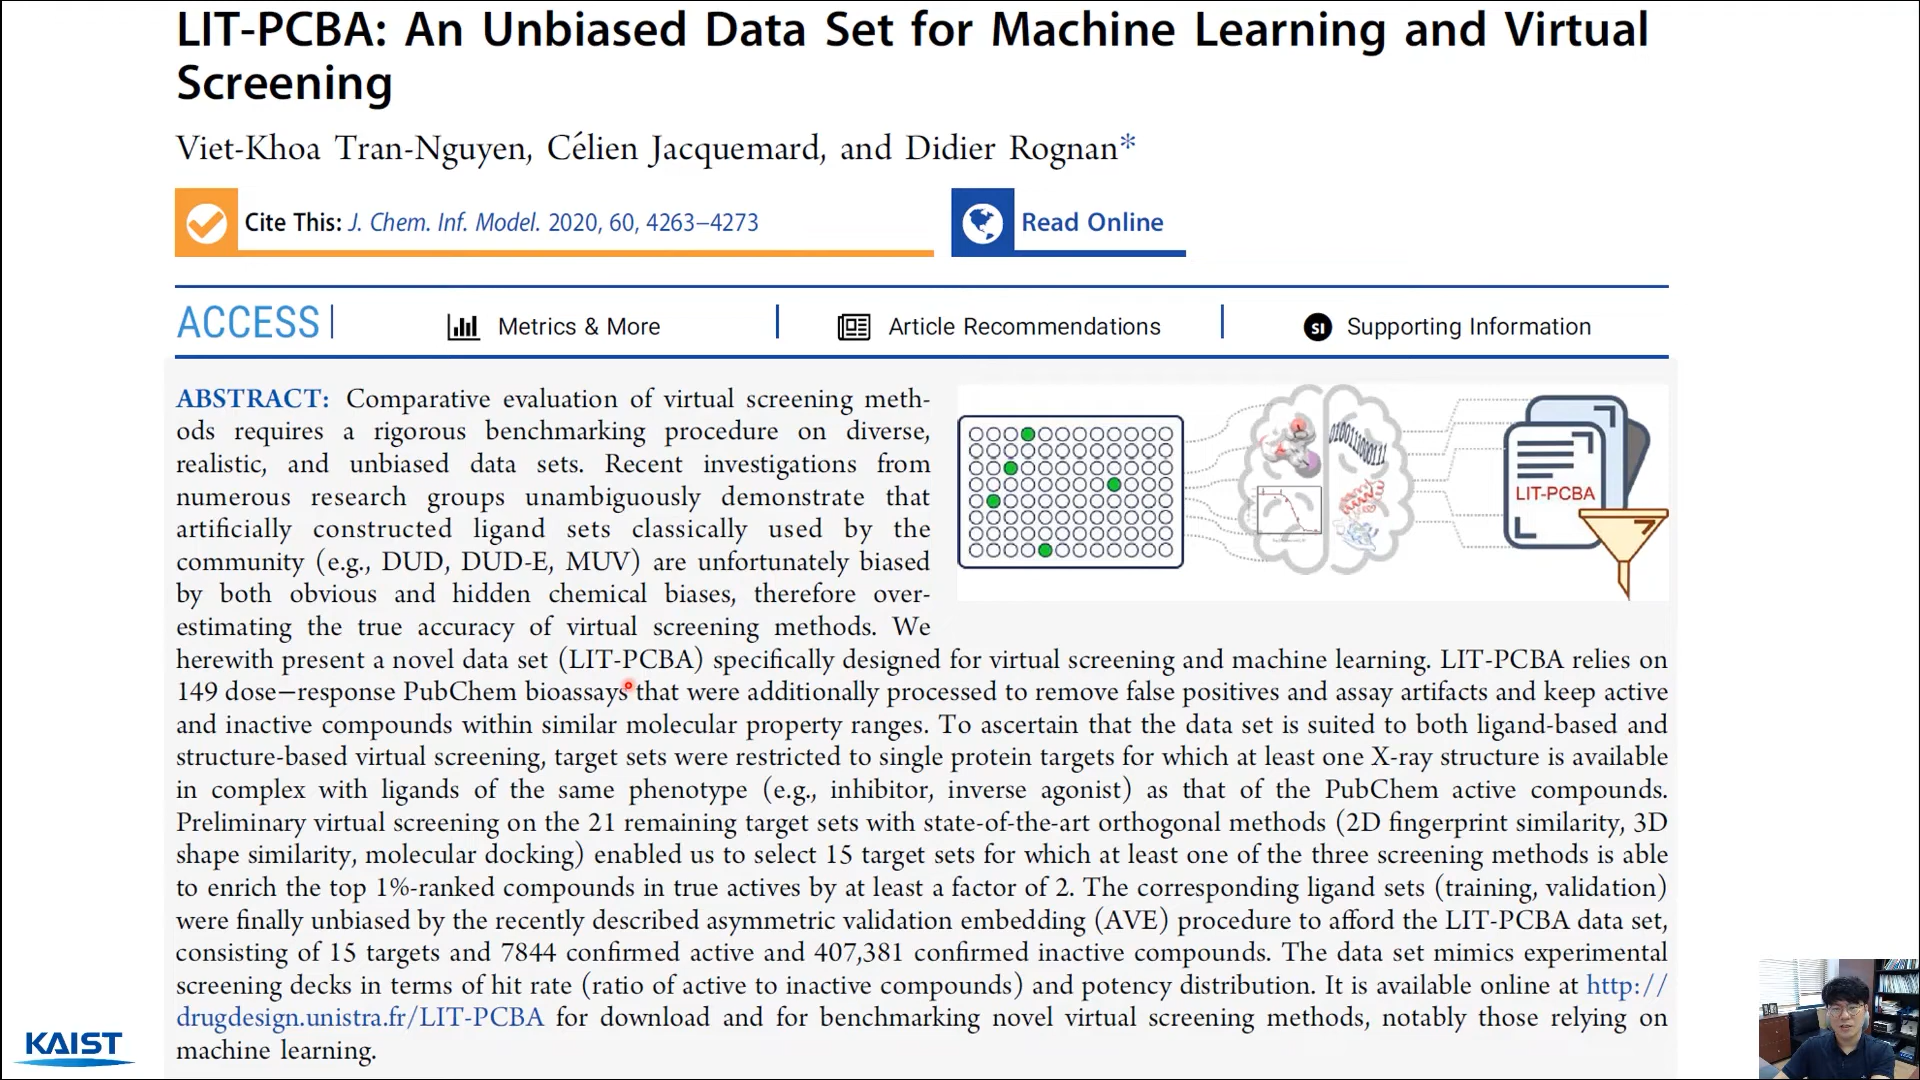 LIT-PCBA: An Unbiased Data Set for Machine Learning and Virtual
Screening
Viet-Khoa Tran-Nguyen, Célien Jacquemard, and Didier Rognan*
Cite This: J. Chem. Inf. Model. 2020, 60, 4263–4273
Read Online
ACCESS
Metrics & More
Article Recommendations
SI Supporting Information
ABSTRACT: Comparative evaluation of virtual screening meth-
ods requires a rigorous benchmarking procedure on diverse,
realistic, and unbiased data sets. Recent investigations from
numerous research groups unambiguously demonstrate that
artificially constructed ligand sets classically used by the
community (e.g., DUD, DUD-E, MUV) are unfortunately biased
by both obvious and hidden chemical biases, therefore over-
estimating the true accuracy of virtual screening methods. We
herewith present a novel data set (LIT-PCBA) specifically designed for virtual screening and machine learning. LIT-PCBA relies on
149 dose−response PubChem bioassays that were additionally processed to remove false positives and assay artifacts and keep active
and inactive compounds within similar molecular property ranges. To ascertain that the data set is suited to both ligand-based and
structure-based virtual screening, target sets were restricted to single protein targets for which at least one X-ray structure is available
in complex with ligands of the same phenotype (e.g., inhibitor, inverse agonist) as that of the PubChem active compounds.
Preliminary virtual screening on the 21 remaining target sets with state-of-the-art orthogonal methods (2D fingerprint similarity, 3D
shape similarity, molecular docking) enabled us to select 15 target sets for which at least one of the three screening methods is able
to enrich the top 1%-ranked compounds in true actives by at least a factor of 2. The corresponding ligand sets (training, validation)
were finally unbiased by the recently described asymmetric validation embedding (AVE) procedure to afford the LIT-PCBA data set,
consisting of 15 targets and 7844 confirmed active and 407,381 confirmed inactive compounds. The data set mimics experimental
screening decks in terms of hit rate (ratio of active to inactive compounds) and potency distribution. It is available online at http://
drugdesign.unistra.fr/LIT-PCBA for download and for benchmarking novel virtual screening methods, notably those relying on
machine learning.
LIT-PCBA
KAIST